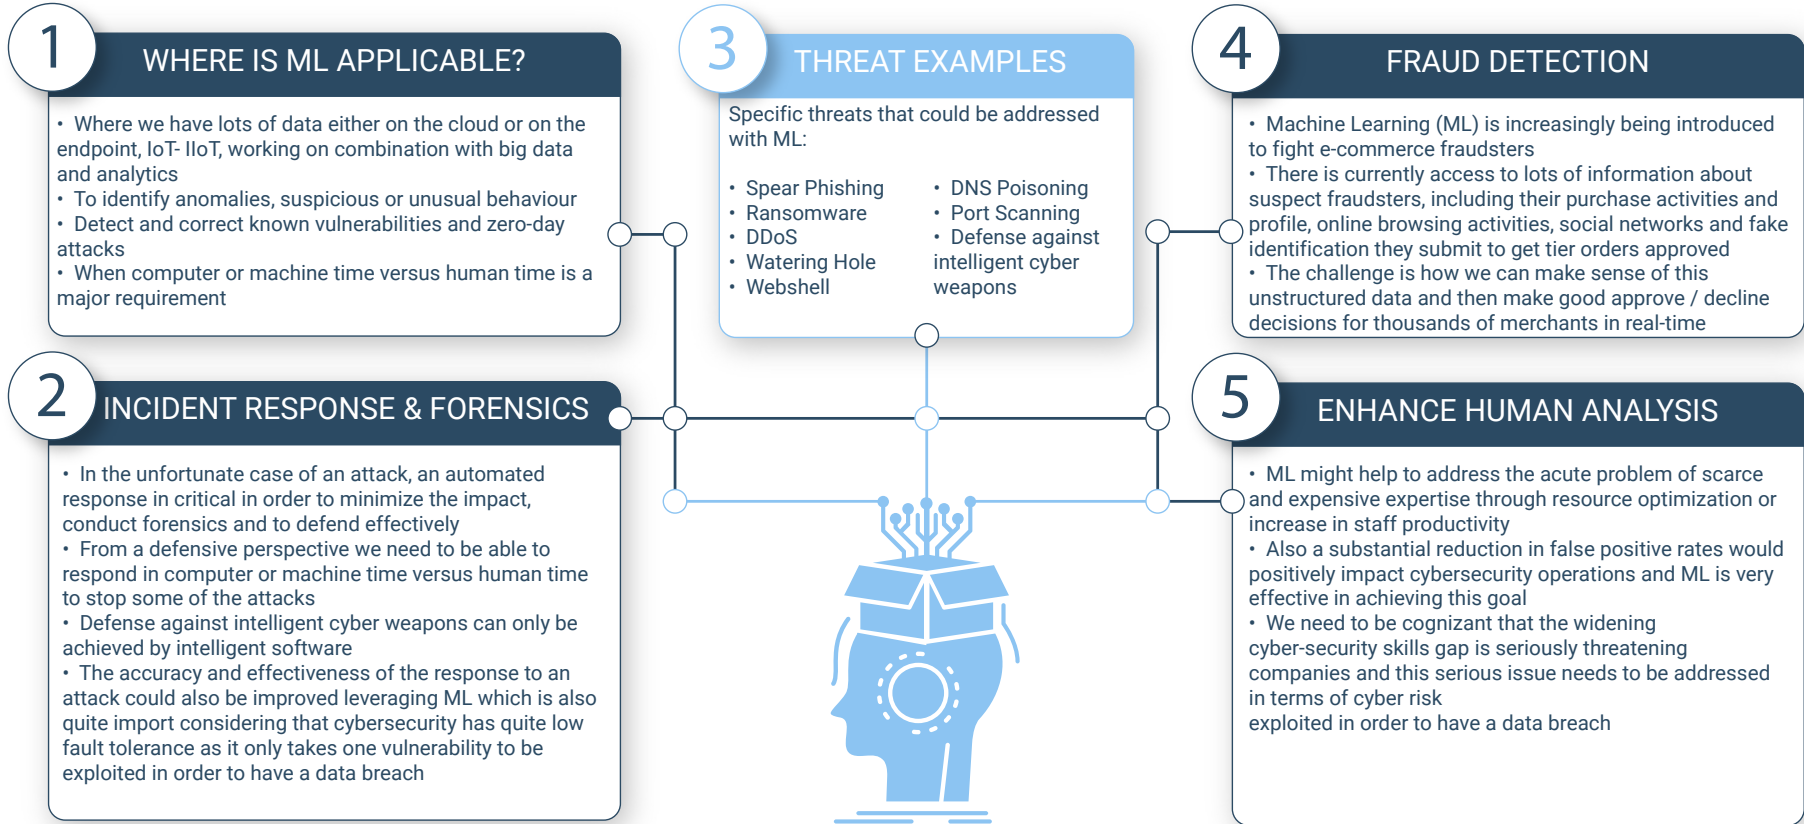 1
WHERE IS ML APPLICABLE?
• Where we have lots of data either on the cloud or on the
endpoint, IoT- IIoT, working on combination with big data
and analytics
• To identify anomalies, suspicious or unusual behaviour
• Detect and correct known vulnerabilities and zero-day
attacks
• When computer or machine time versus human time is a
major requirement
2
INCIDENT RESPONSE & FORENSICS
• In the unfortunate case of an attack, an automated
response in critical in order to minimize the impact,
conduct forensics and to defend effectively
• From a defensive perspective we need to be able to
respond in computer or machine time versus human time
to stop some of the attacks
• Defense against intelligent cyber weapons can only be
achieved by intelligent software
• The accuracy and effectiveness of the response to an
attack could also be improved leveraging ML which is also
quite import considering that cybersecurity has quite low
fault tolerance as it only takes one vulnerability to be
exploited in order to have a data breach
3
THREAT EXAMPLES
Specific threats that could be addressed
with ML:
• Spear Phishing
• Ransomware
• DDoS
• Watering Hole
• Webshell
• DNS Poisoning
• Port Scanning
• Defense against
intelligent cyber
weapons
4
FRAUD DETECTION
• Machine Learning (ML) is increasingly being introduced
to fight e-commerce fraudsters
• There is currently access to lots of information about
suspect fraudsters, including their purchase activities and
profile, online browsing activities, social networks and fake
identification they submit to get tier orders approved
• The challenge is how we can make sense of this
unstructured data and then make good approve / decline
decisions for thousands of merchants in real-time
5
ENHANCE HUMAN ANALYSIS
• ML might help to address the acute problem of scarce
and expensive expertise through resource optimization or
increase in staff productivity
• Also a substantial reduction in false positive rates would
positively impact cybersecurity operations and ML is very
effective in achieving this goal
• We need to be cognizant that the widening
cyber-security skills gap is seriously threatening
companies and this serious issue needs to be addressed
in terms of cyber risk
exploited in order to have a data breach